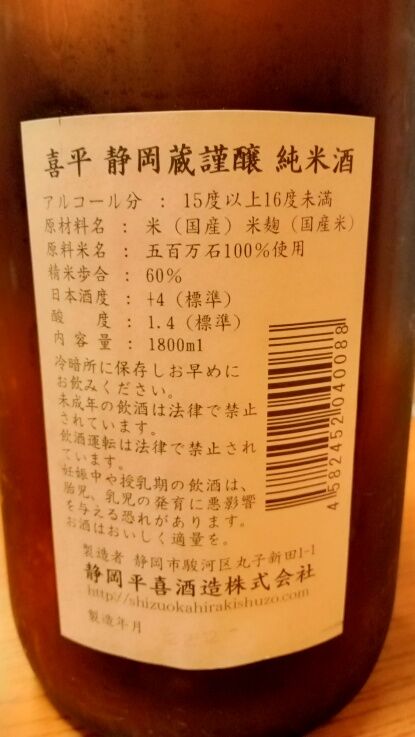 喜平 静岡蔵謹醸 純米酒
アルコール分 : 15度以上16度未満
原材料名 : 米(国産)米麹(国産米)
原料米名 : 五百万石100%使用
精米歩合 : 60%
日本酒度 : +4(標準)
酸 度 : 1.4(標準)
内容量 : 1800ml
冷暗所に保存しお早めに
お飲みください。
未成年の飲酒は法律で禁止
されています。
飲酒運転は法律で禁止され
ています。
妊娠中や授乳期の飲酒は、
胎児、乳児の発育に悪影響
を与える恐れがあります。
お酒はおいしく適量を。
4582452040088
製造者 静岡市駿河区丸子新田1-1
静岡平喜酒造株式会社
http://shizuokahirakishuzo.com
製造年月